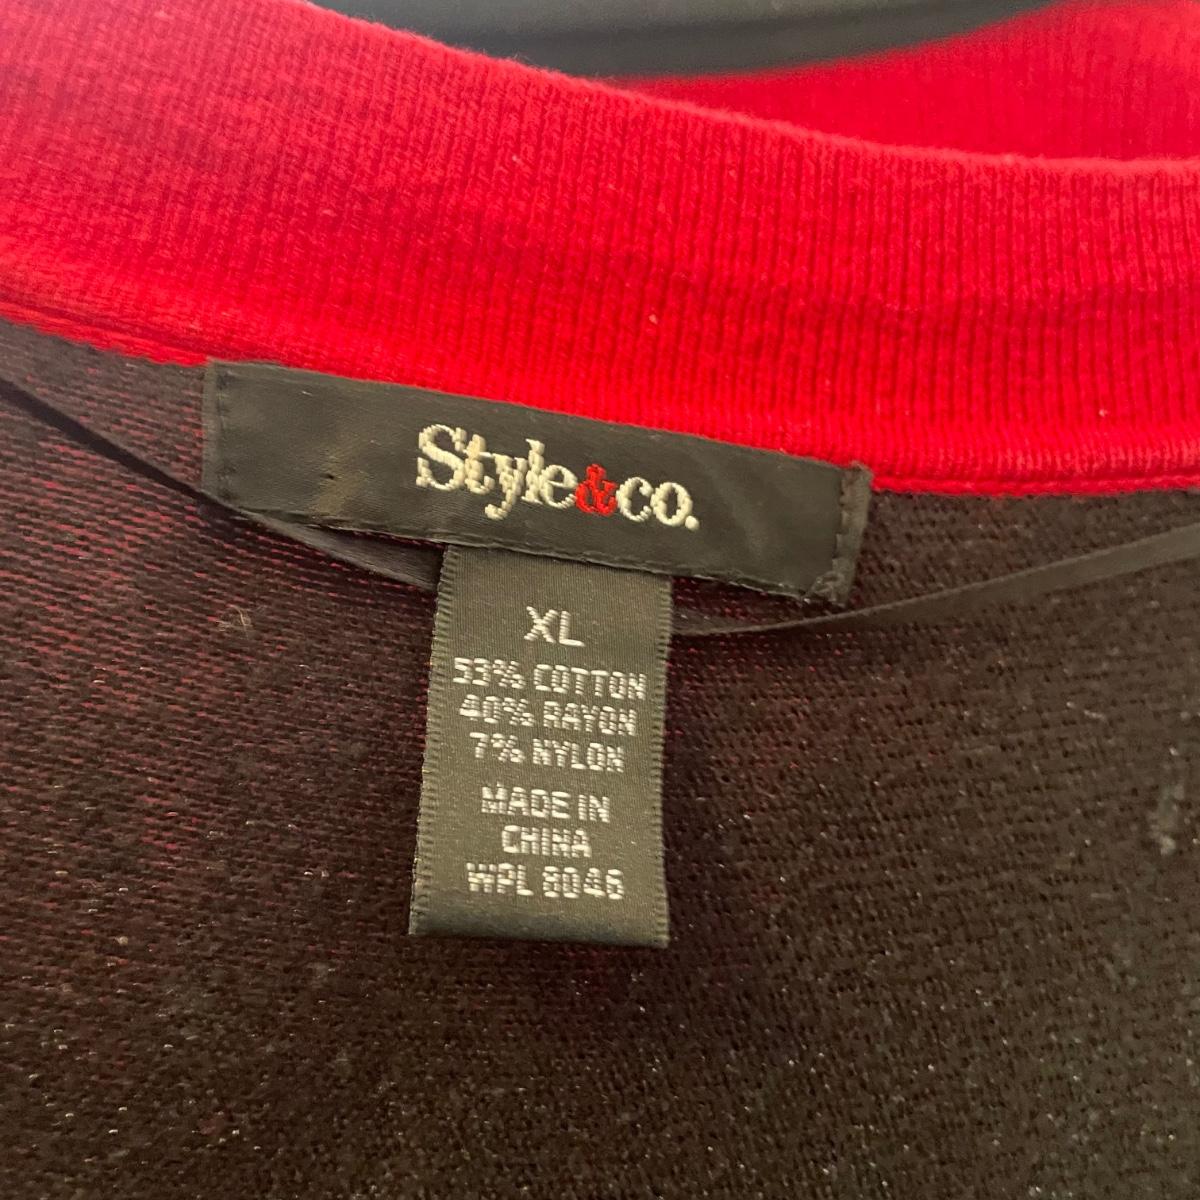 Style&co.
XL
53% COTTON
40% RAYON
7% NYLON
MADE IN
CHINA
WPL 8046